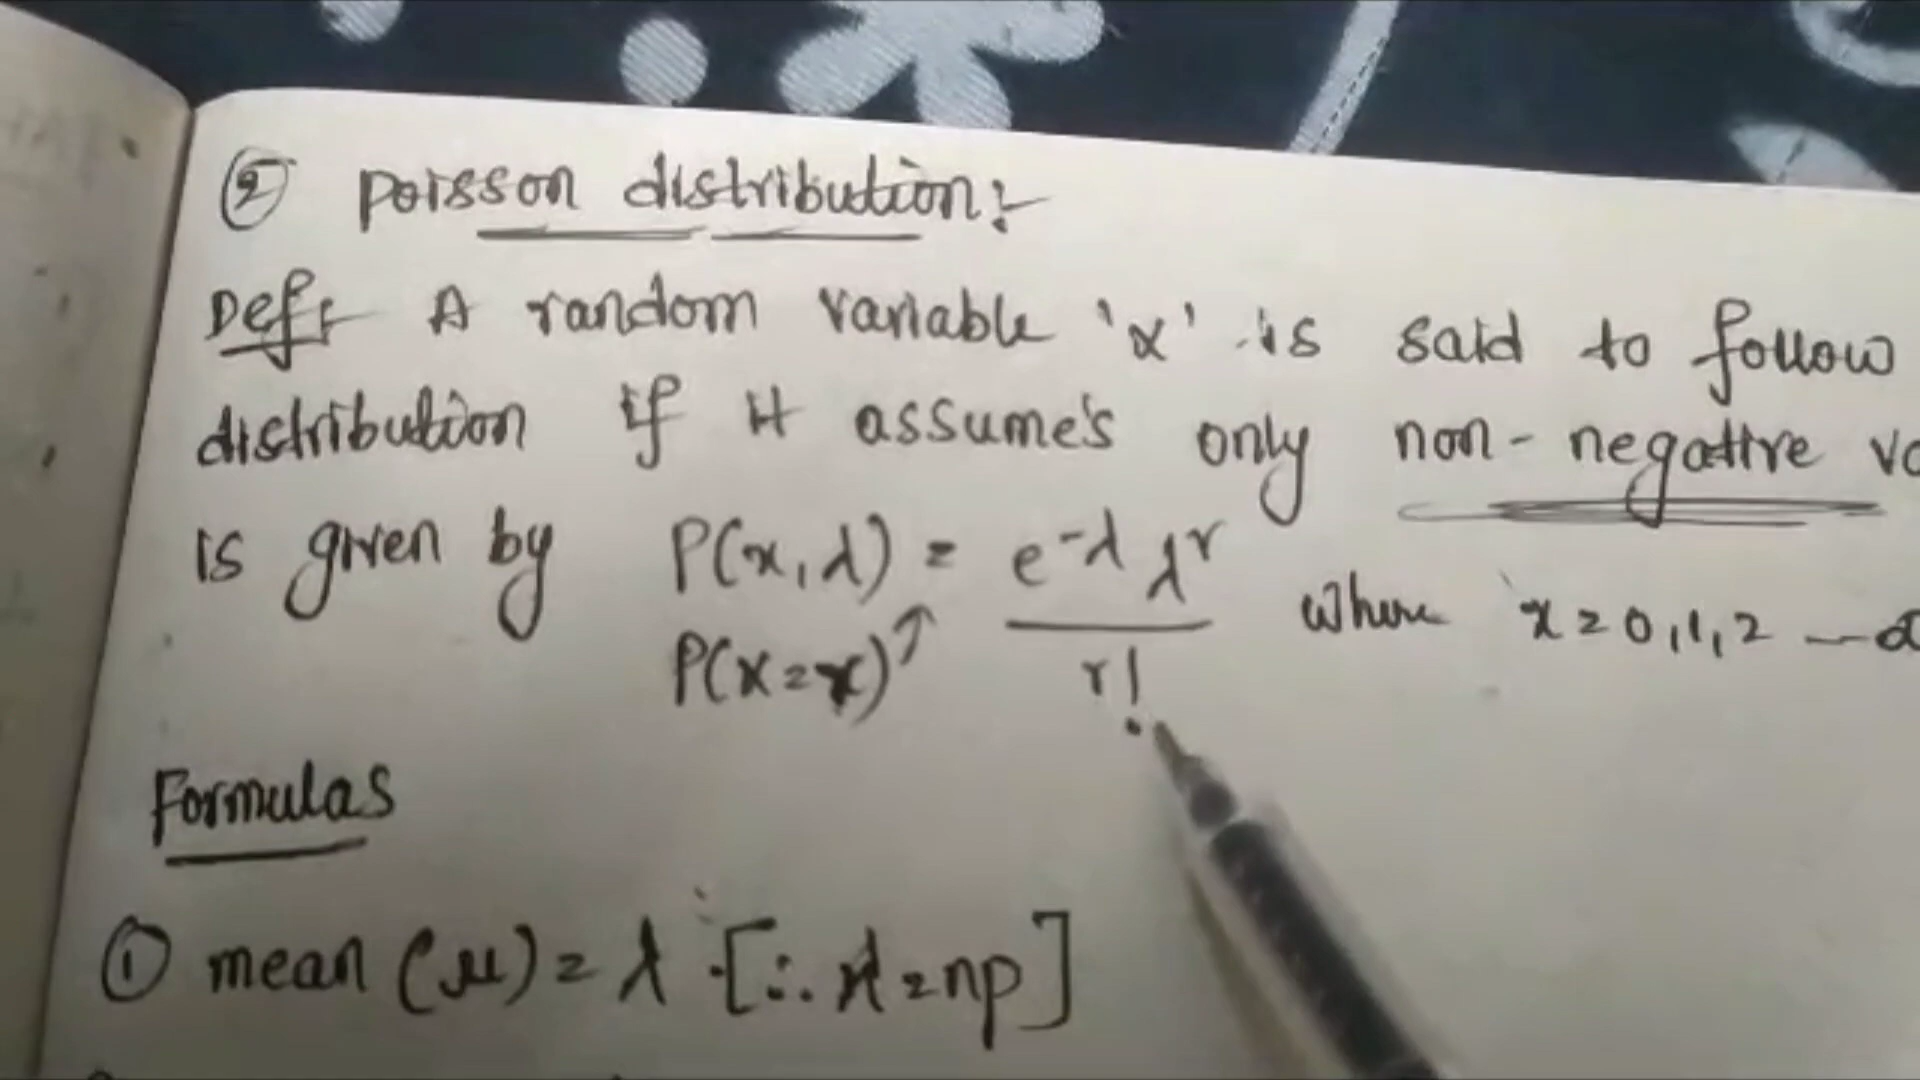 ② Poisson distribution:-
Def:- A random variable 'x' is said to follow
distribution if it assume's only non-negative
is given by P(x,λ) = e^-λ λ^r / r! where x=0,1,2 --
P(x=x)↗
Formulas
① mean (μ) = λ [∴ λ=np]